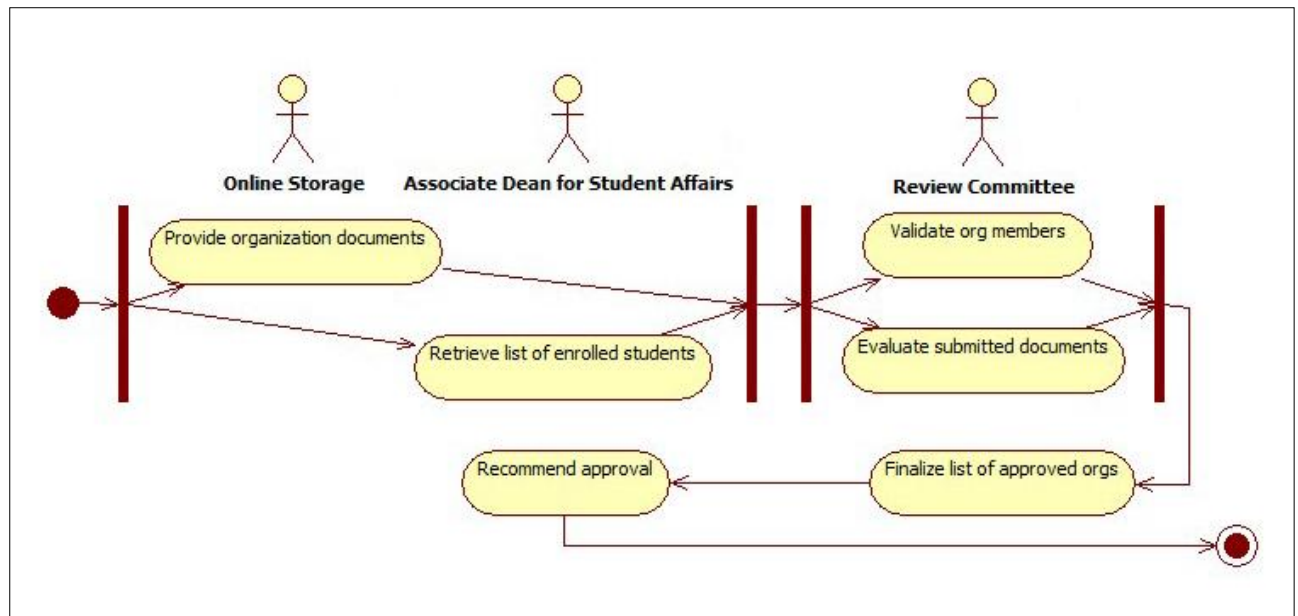 Online Storage
Associate Dean for Student Affairs
Review Committee
Provide organization documents
Validate org members
Retrieve list of enrolled students
Evaluate submitted documents
Recommend approval
Finalize list of approved orgs